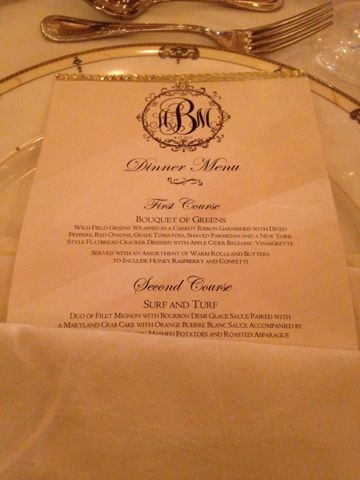 ABM
Dinner Menu
First Course
BOUQUET OF GREENS
WILD FIELD GREENS WRAPPED IN A CARROT RIBBON GARNISHED WITH DICED
PEPPERS, RED ONIONS, GRAPE TOMATOES, SHAVED PARMESAN AND A NEW YORK
STYLE FLATBREAD CRACKER DRESSED WITH APPLE CIDER BALSAMIC VINAIGRETTE
SERVED WITH AN ASSORTMENT OF WARM ROLLS AND BUTTERS
TO INCLUDE HONEY RASPBERRY AND CONFETTI
Second Course
SURF AND TURF
DUO OF FILET MIGNON WITH BOURBON DEMI GLACE SAUCE PAIRED WITH
A MARYLAND CRAB CAKE WITH ORANGE BUERRE BLANC SAUCE ACCOMPANIED BY
MASHED POTATOES AND ROASTED ASPARAGUS